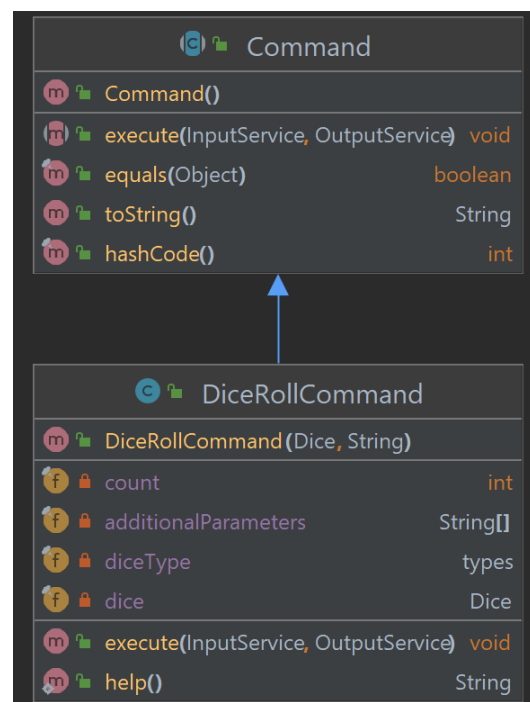 Command
Command()
execute(InputService, OutputService) void
equals(Object) boolean
toString() String
hashCode() int
DiceRollCommand
DiceRollCommand(Dice, String)
count int
additionalParameters String[]
diceType types
dice Dice
execute(InputService, OutputService) void
help() String